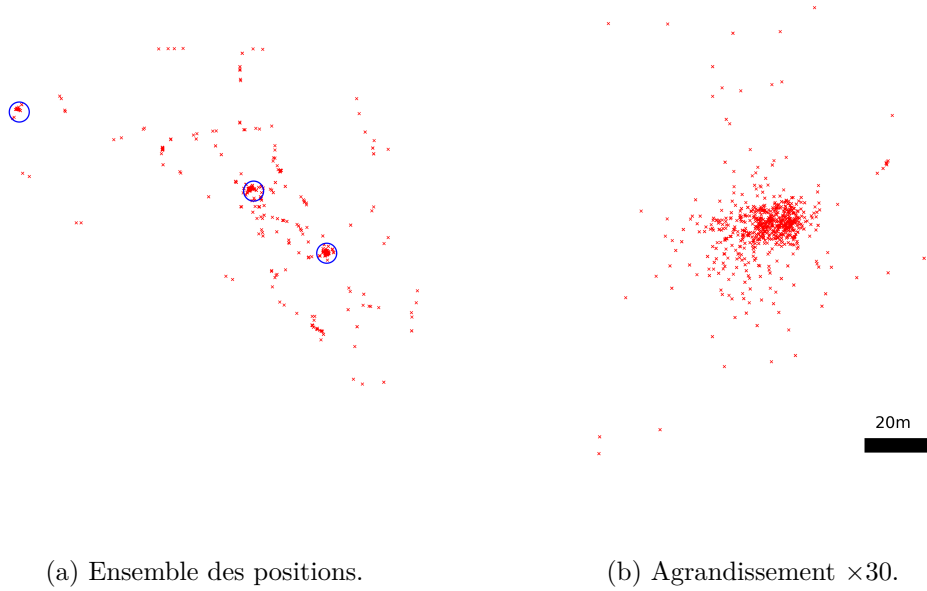 20m
(a) Ensemble des positions.
(b) Agrandissement ×30.